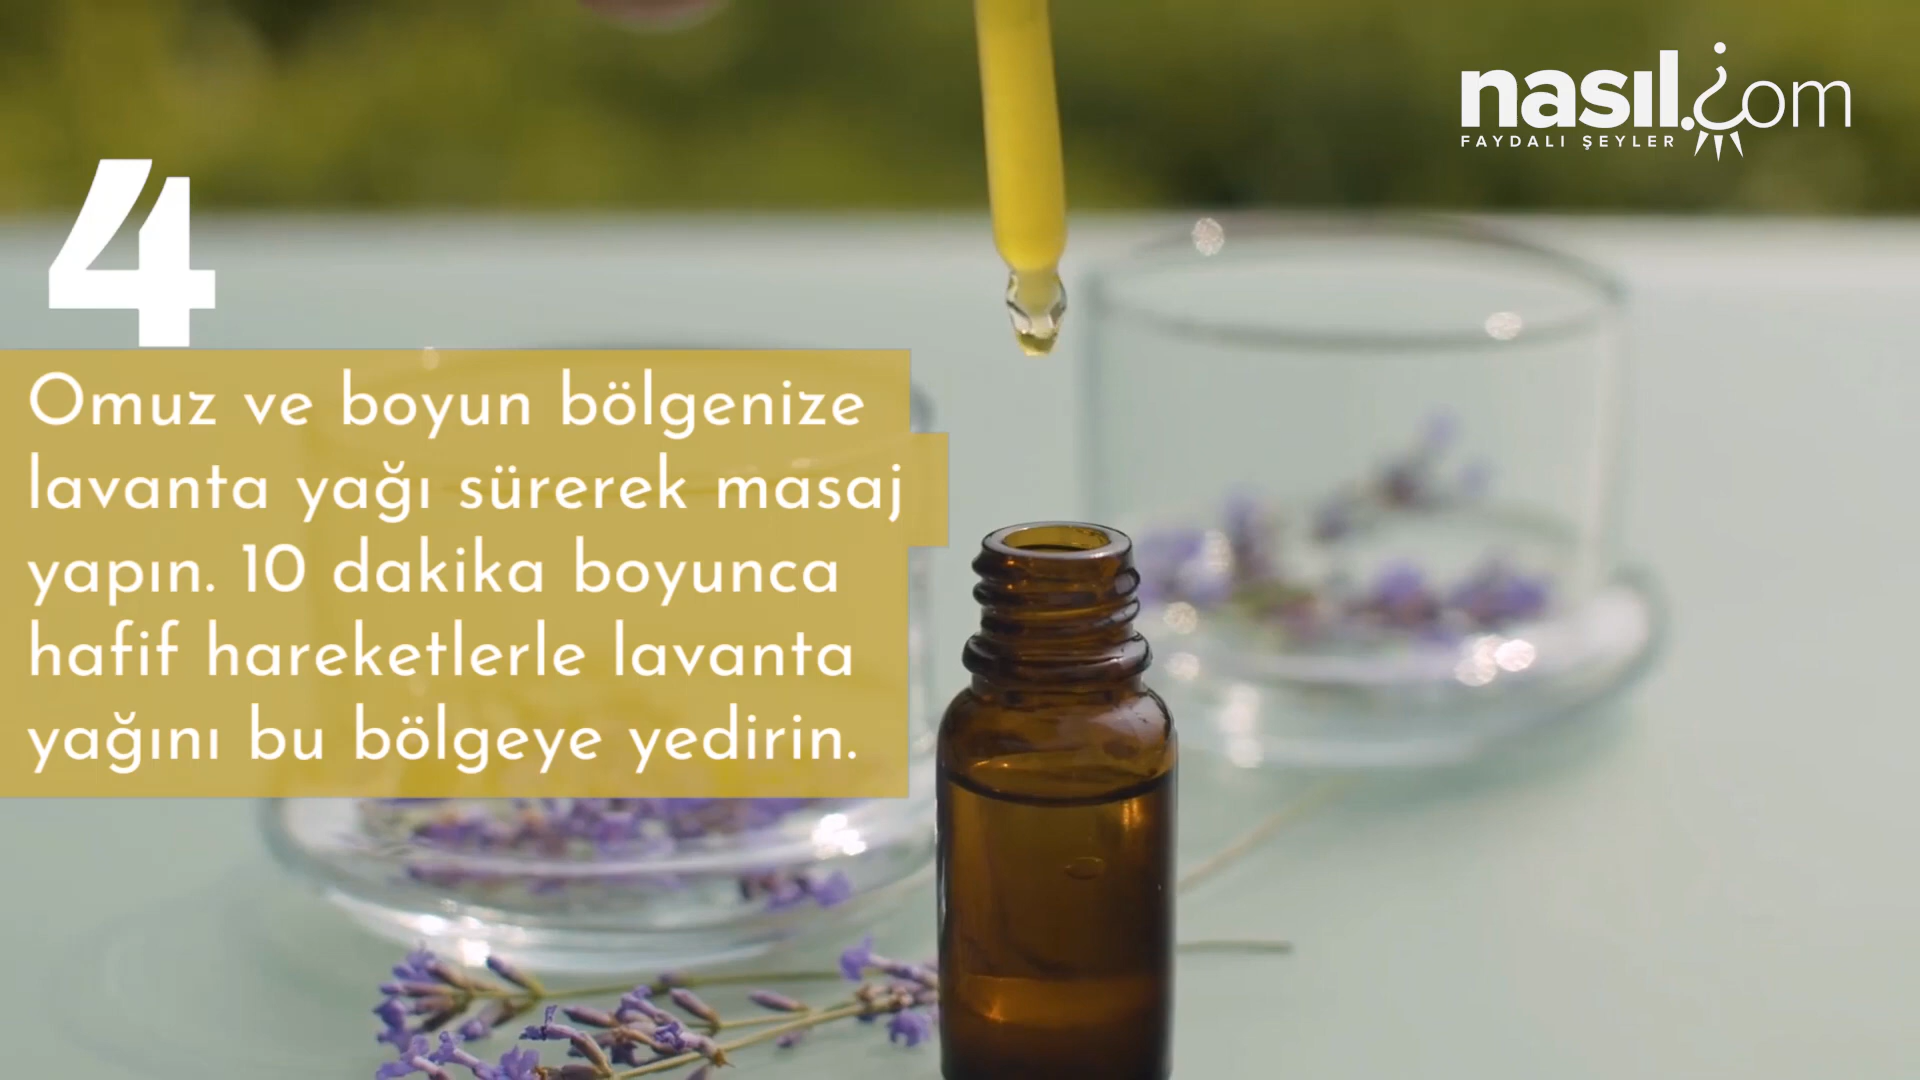 nasıl.com
FAYDALI ŞEYLER
4
Omuz ve boyun bölgenize
lavanta yağı sürerek masaj
yapın. 10 dakika boyunca
hafif hareketlerle lavanta
yağını bu bölgeye yedirin.